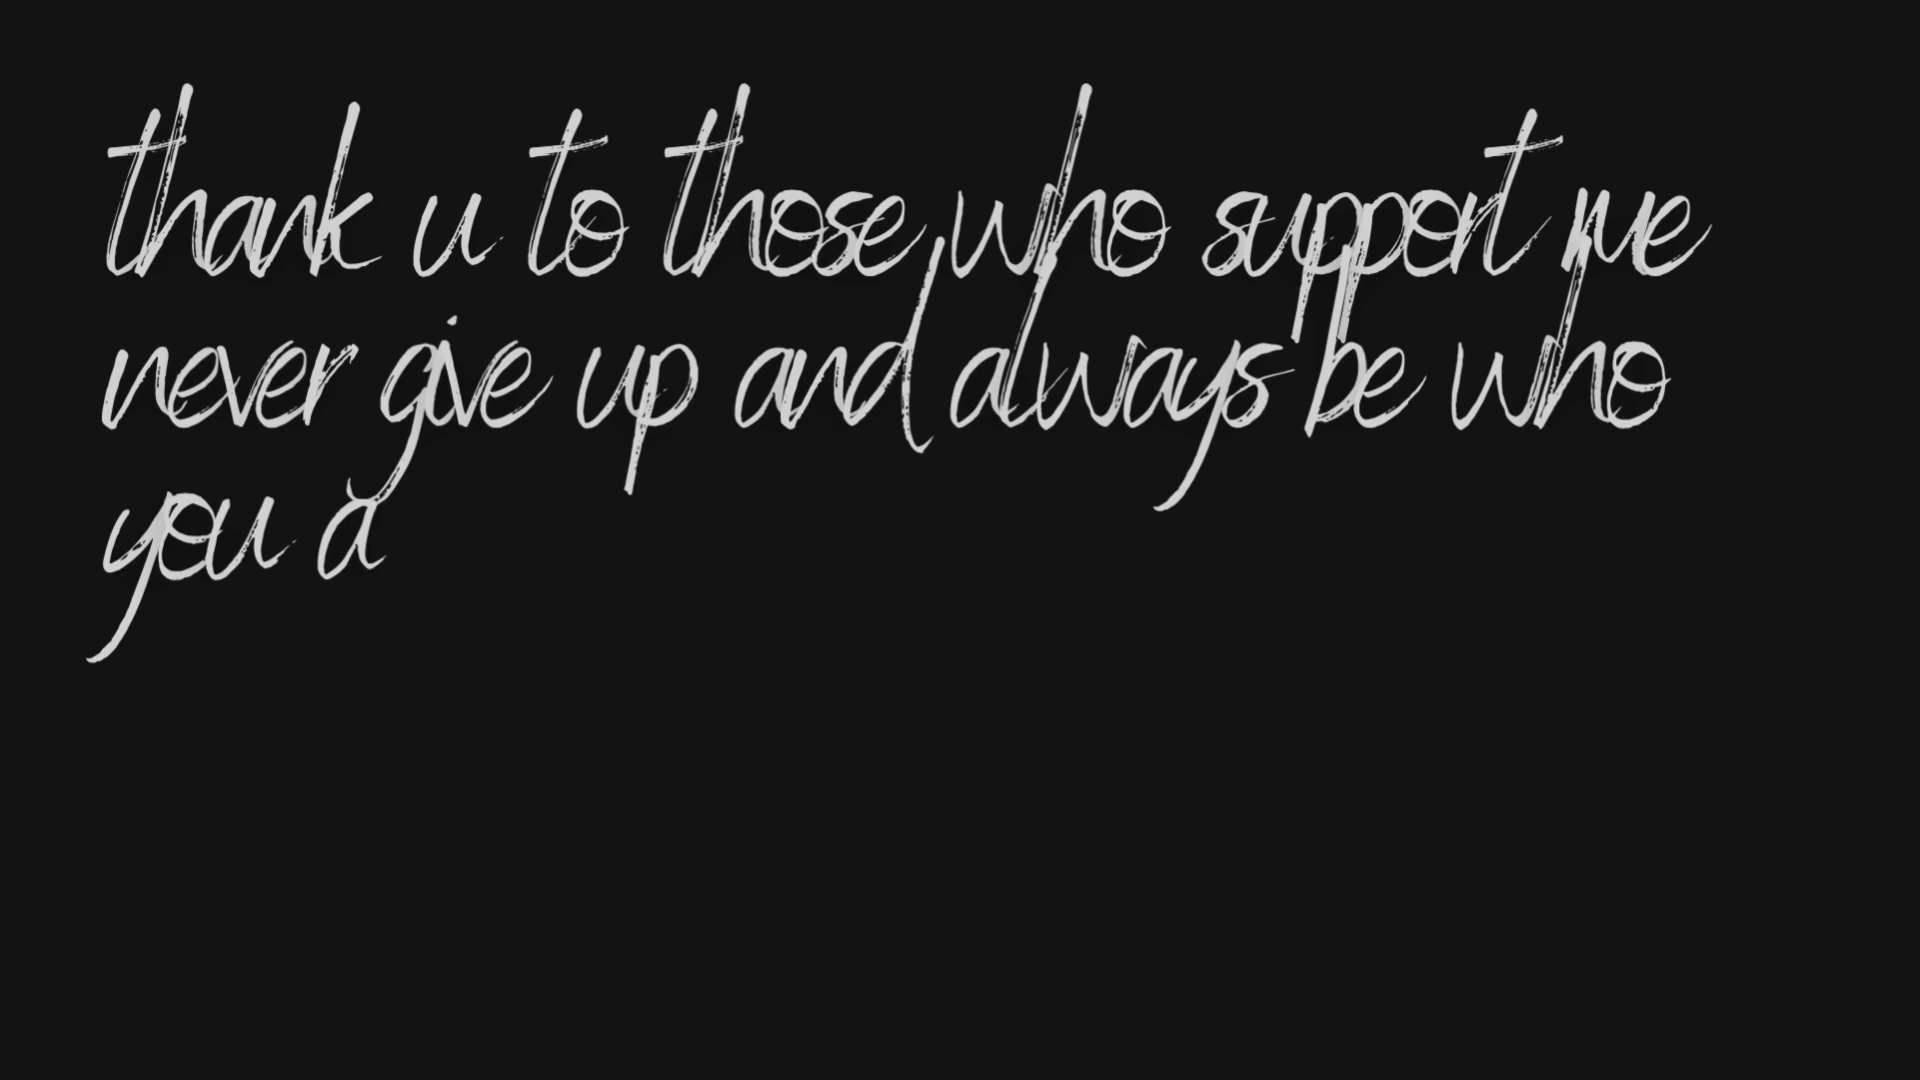 thank u to those who support me
never give up and always be who
you a